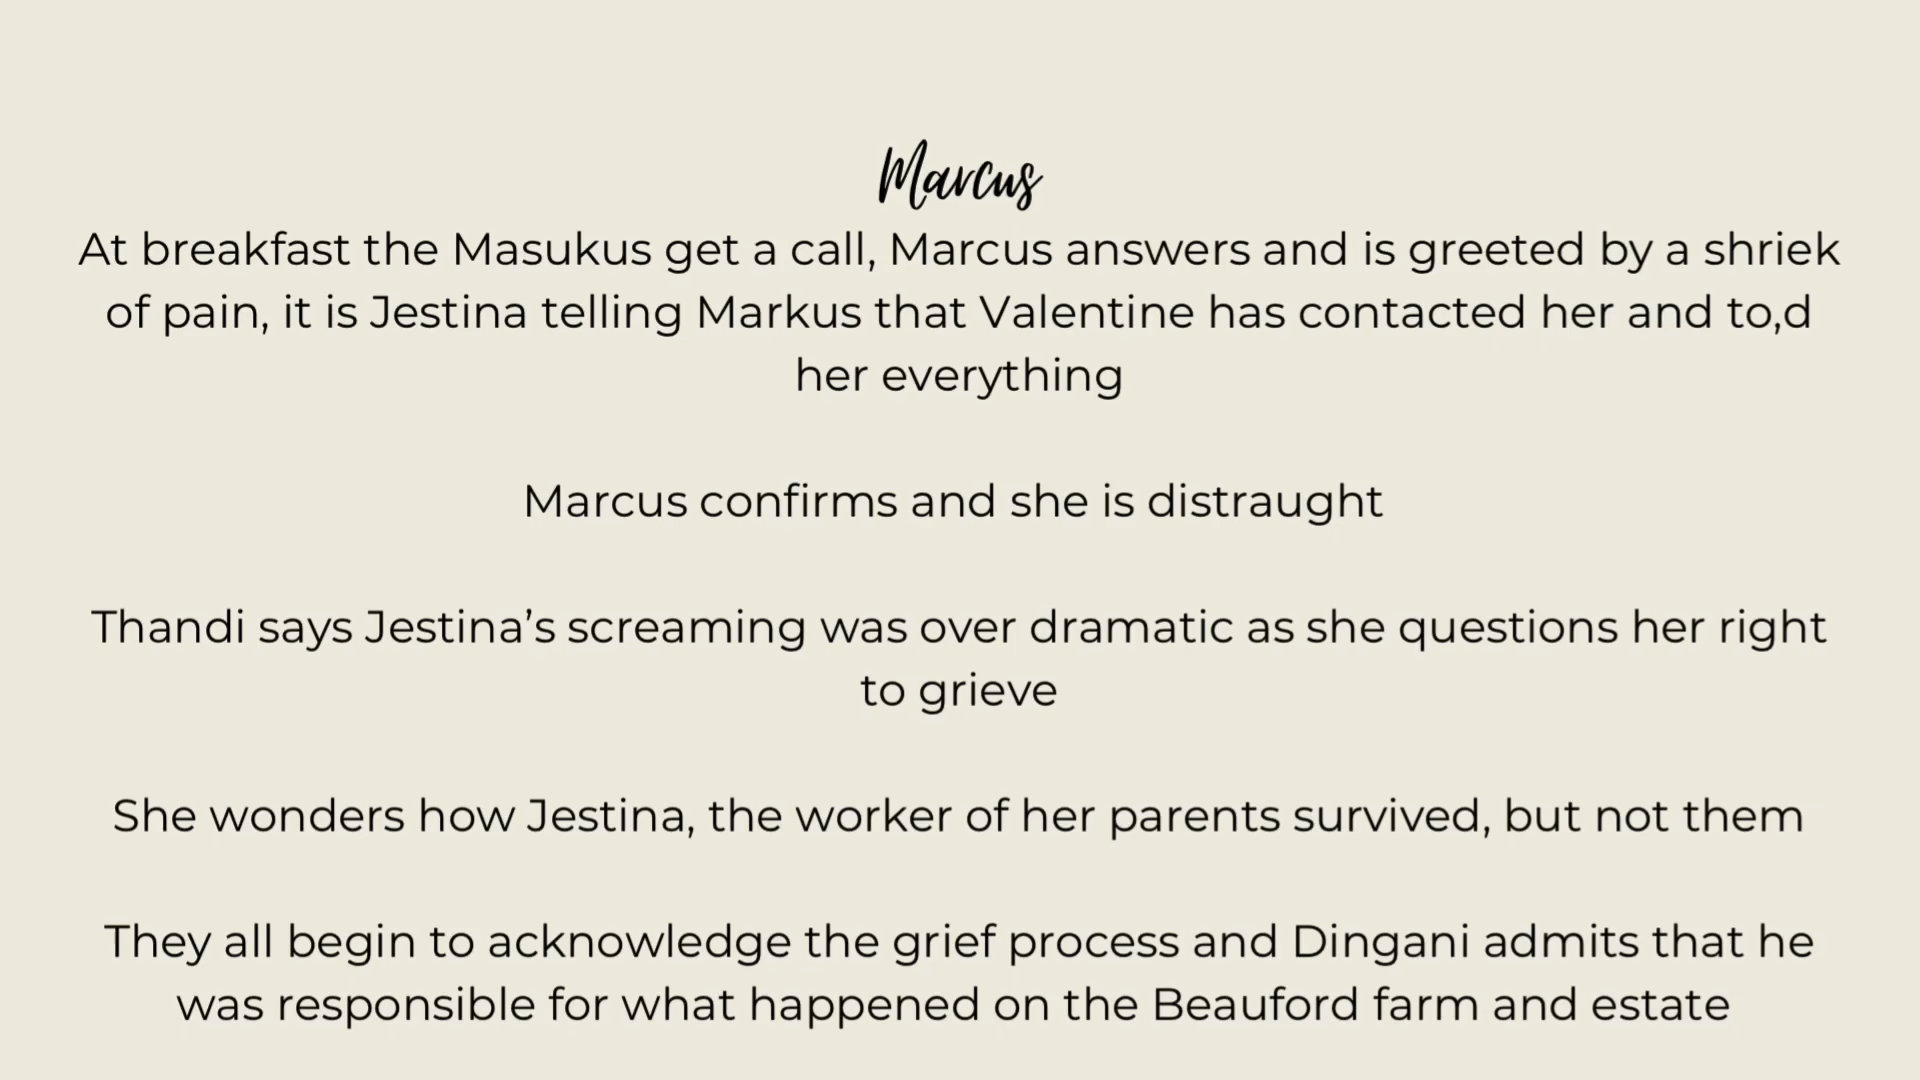 Marcus
At breakfast the Masukus get a call, Marcus answers and is greeted by a shriek
of pain, it is Jestina telling Markus that Valentine has contacted her and to,d
her everything
Marcus confirms and she is distraught
Thandi says Jestina’s screaming was over dramatic as she questions her right
to grieve
She wonders how Jestina, the worker of her parents survived, but not them
They all begin to acknowledge the grief process and Dingani admits that he
was responsible for what happened on the Beauford farm and estate